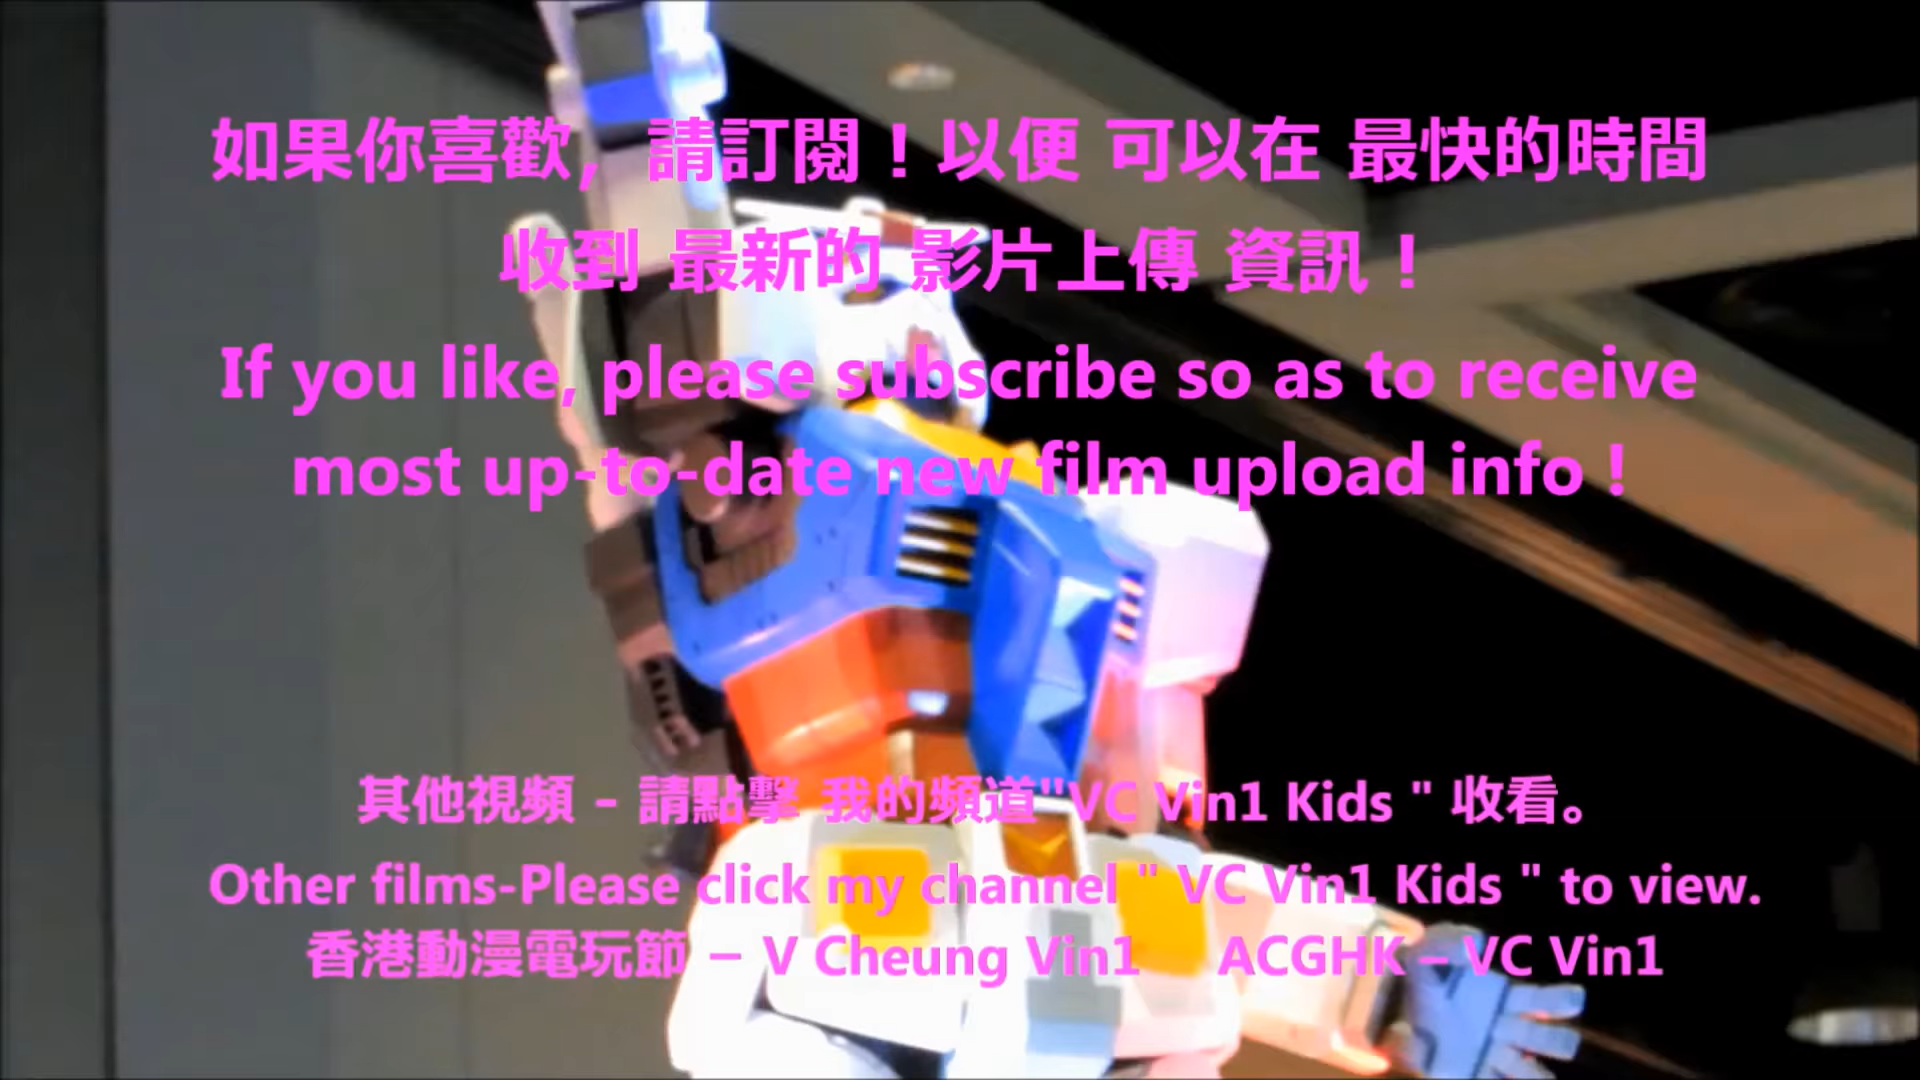 如果你喜歡，請訂閱！以便 可以在 最快的時間
收到 最新的 影片上傳 資訊！
If you like, please subscribe so as to receive
most up-to-date new film upload info !
其他視頻 - 請點擊 我的頻道"VC Vin1 Kids " 收看。
Other films-Please click my channel " VC Vin1 Kids " to view.
香港動漫電玩節 – V Cheung Vin1 ACGHK – VC Vin1